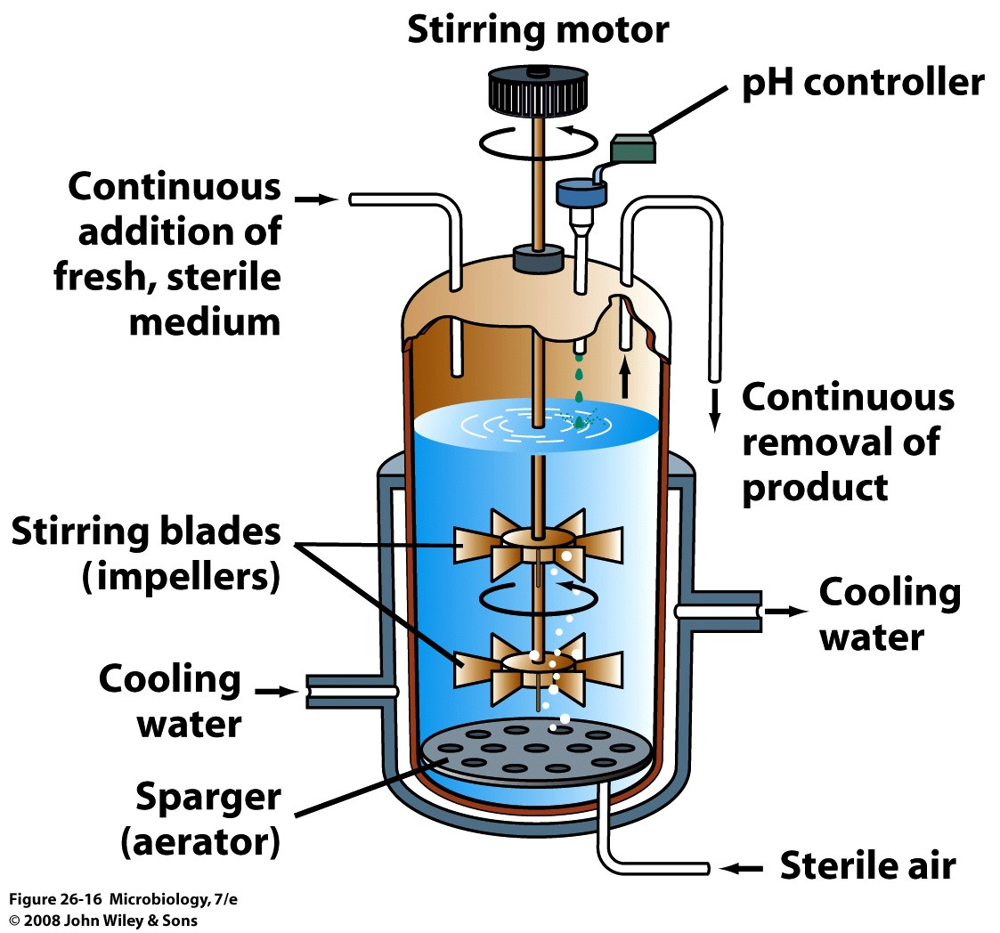 Stirring motor
pH controller
Continuous
addition of
fresh, sterile
medium
Continuous
removal of
product
Stirring blades
(impellers)
Cooling
water
Cooling
water
Sparger
(aerator)
Sterile air
Figure 26-16 Microbiology, 7/e
© 2008 John Wiley & Sons